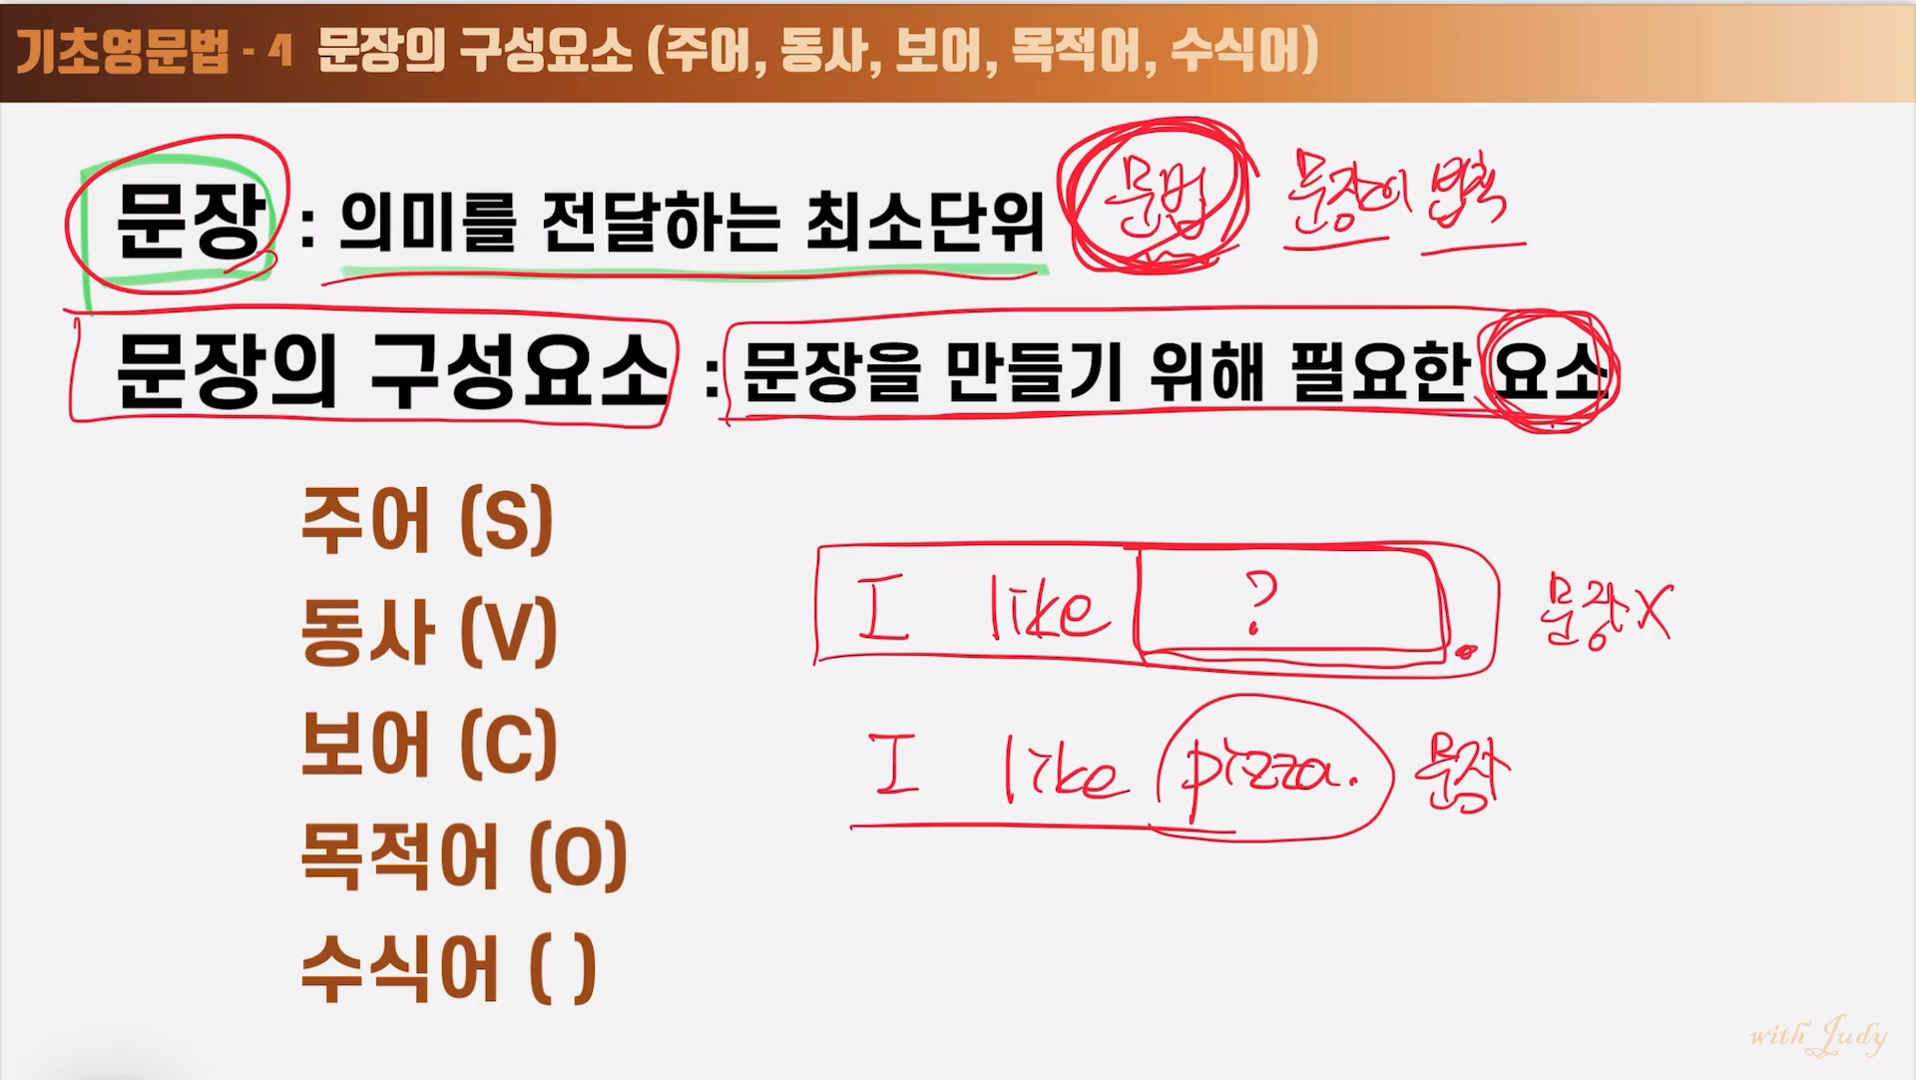 기초영문법 - 4 문장의 구성요소 (주어, 동사, 보어, 목적어, 수식어)
문장 : 의미를 전달하는 최소단위 문법 문장이 법칙
문장의 구성요소 : 문장을 만들기 위해 필요한 요소
주어 (S)
동사 (V)
I like ? . 문장X
보어 (C)
I like pizza. 문장
목적어 (O)
수식어 ( )
with Judy